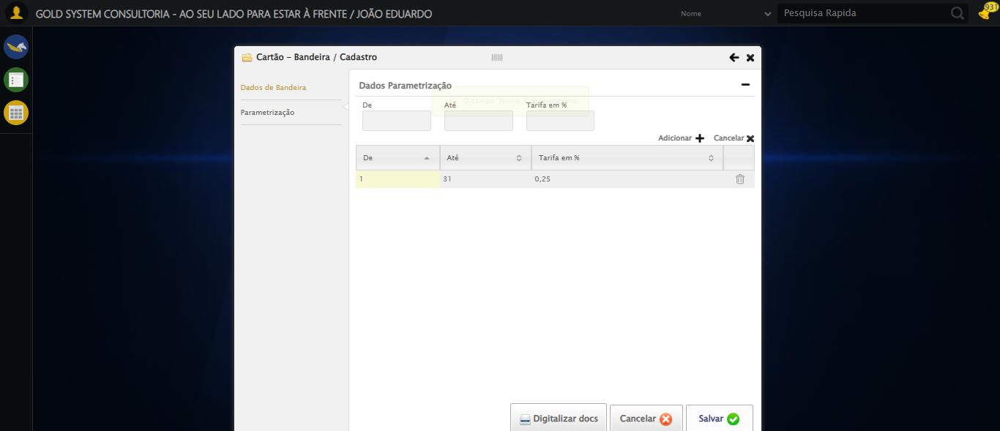 GOLD SYSTEM CONSULTORIA - AO SEU LADO PARA ESTAR À FRENTE / JOÃO EDUARDO
Nome
Pesquisa Rapida
931
Cartão - Bandeira / Cadastro
Dados de Bandeira
Parametrização
Dados Parametrização
O campo "Nome
De
Até
Tarifa em %
Adicionar
Cancelar
De
Até
Tarifa em %
1
31
0,25
Digitalizar docs
Cancelar
Salvar